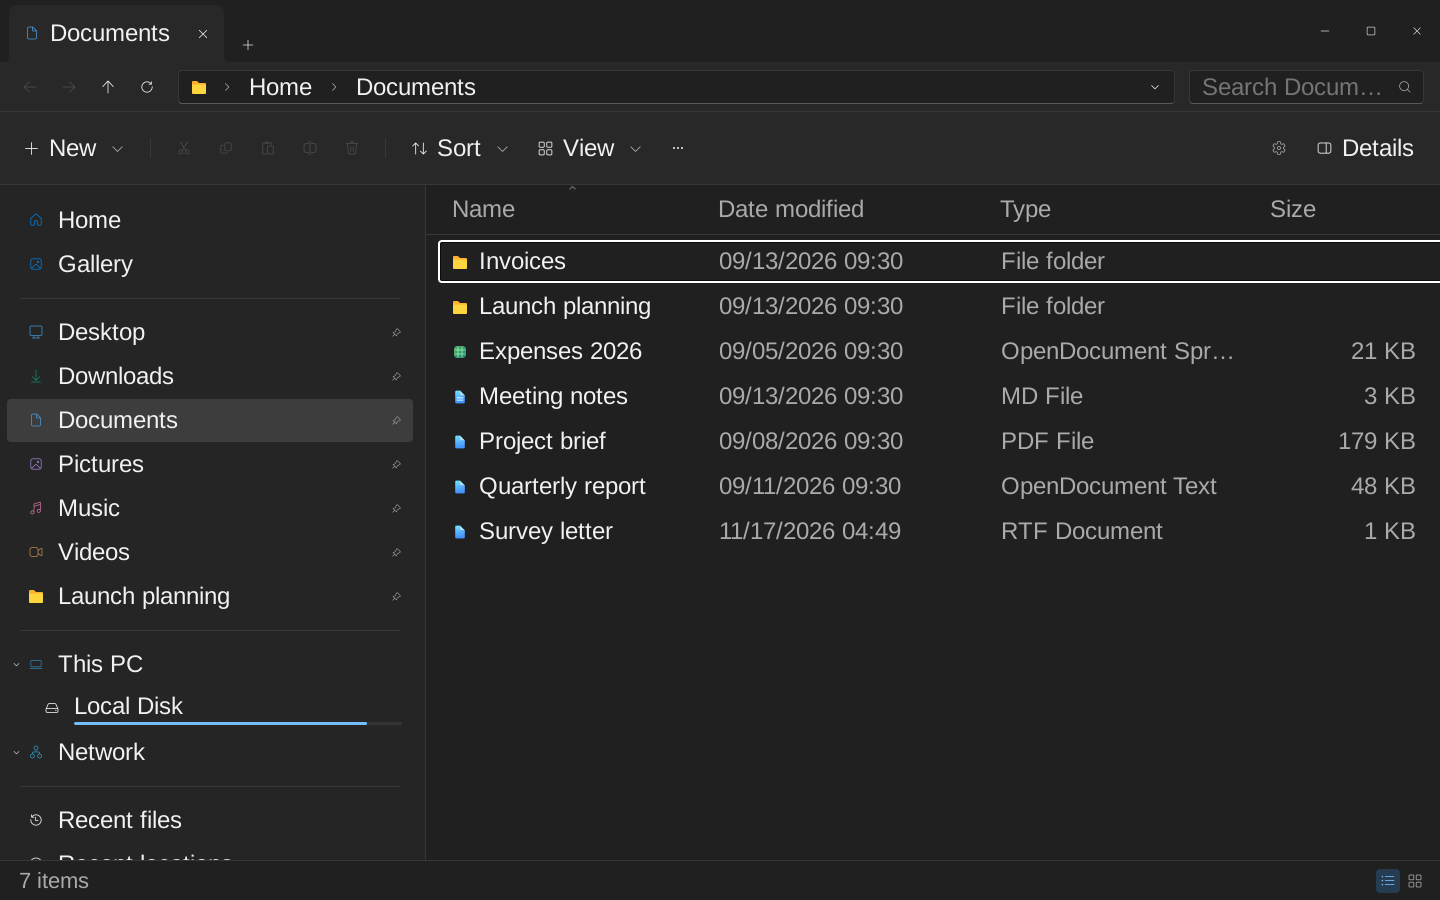 Documents
Home Documents Search Docum…
New Sort View Details
Home
Gallery
Desktop
Downloads
Documents
Pictures
Music
Videos
Launch planning
This PC
Local Disk
Network
Recent files
Recent locations
Name Date modified Type Size
Invoices 09/13/2026 09:30 File folder
Launch planning 09/13/2026 09:30 File folder
Expenses 2026 09/05/2026 09:30 OpenDocument Spr… 21 KB
Meeting notes 09/13/2026 09:30 MD File 3 KB
Project brief 09/08/2026 09:30 PDF File 179 KB
Quarterly report 09/11/2026 09:30 OpenDocument Text 48 KB
Survey letter 11/17/2026 04:49 RTF Document 1 KB
7 items